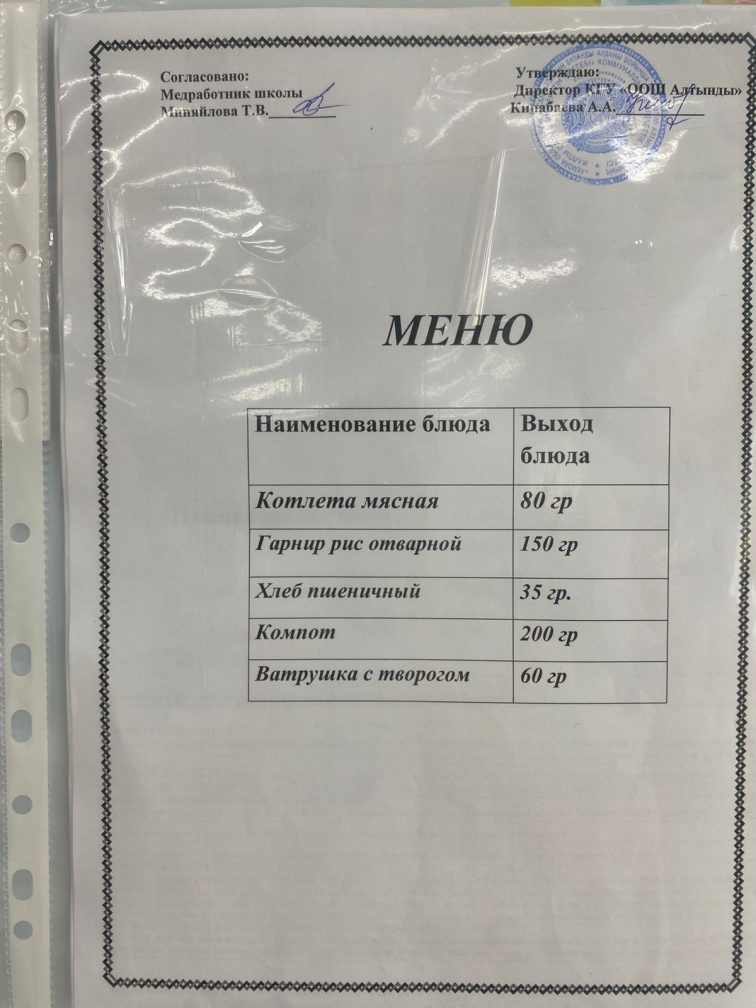 Согласовано:
Медработник школы
Миняйлова Т.В.
Утверждаю:
Директор КГУ «ООШ Алтынды»
Кинабаева А.А.
МЕНЮ
Наименование блюда Выход
блюда
Котлета мясная 80 гр
Гарнир рис отварной 150 гр
Хлеб пшеничный 35 гр.
Компот 200 гр
Ватрушка с творогом 60 гр